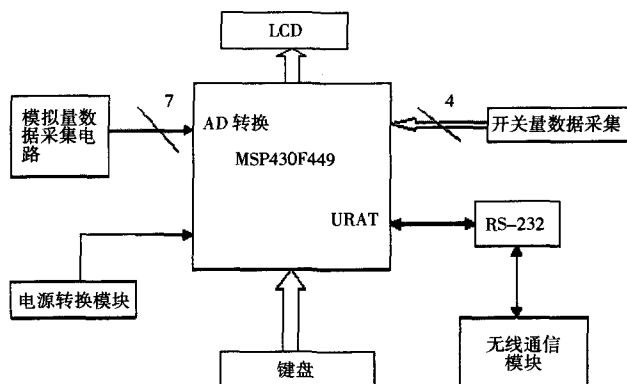 LCD
模拟量数
据采集电
路
7
AD 转换
MSP430F449
4
开关量数据采集
URAT
RS-232
电源转换模块
键盘
无线通信
模块